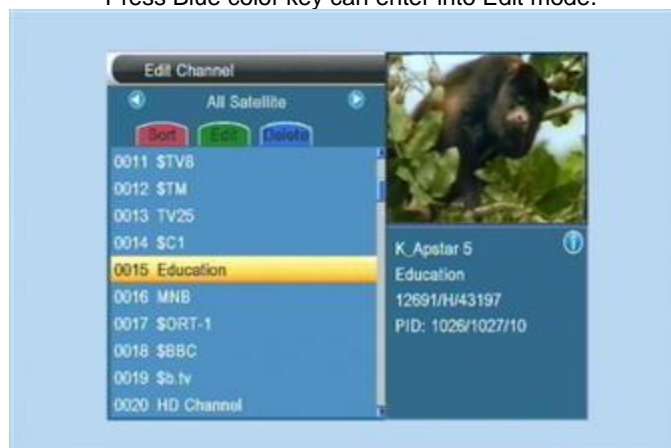 Press Blue color key can enter into Edit mode.
Edit Channel
All Satellite
Sort Edit Delete
0011 $TV8
0012 $TM
0013 TV25
0014 $C1
0015 Education
0016 MNB
0017 $ORT-1
0018 $BBC
0019 $b.tv
0020 HD Channel
K_Apstar 5
Education
12691/H/43197
PID: 1026/1027/10